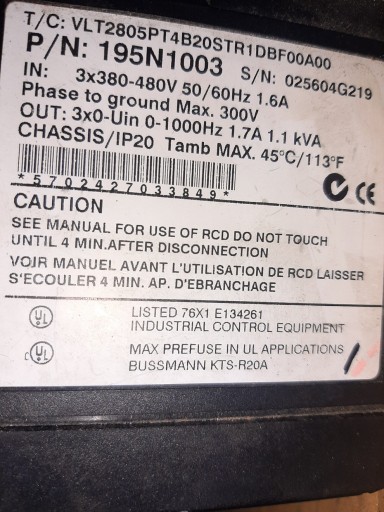 T/C: VLT2805PT4B20STR1DBF00A00
P/N: 195N1003 S/N: 025604G219
IN: 3x380-480V 50/60Hz 1.6A
Phase to ground Max. 300V
OUT: 3x0-Uin 0-1000Hz 1.7A 1.1 kVA
CHASSIS/IP20 Tamb MAX. 45°C/113°F
*5702427033849*
CAUTION
SEE MANUAL FOR USE OF RCD DO NOT TOUCH
UNTIL 4 MIN.AFTER DISCONNECTION
VOIR MANUEL AVANT L'UTILISATION DE RCD LAISSER
S'ECOULER 4 MIN. AP. D'EBRANCHAGE
UL LISTED 76X1 E134261
INDUSTRIAL CONTROL EQUIPMENT
c UL MAX PREFUSE IN UL APPLICATIONS
BUSSMANN KTS-R20A